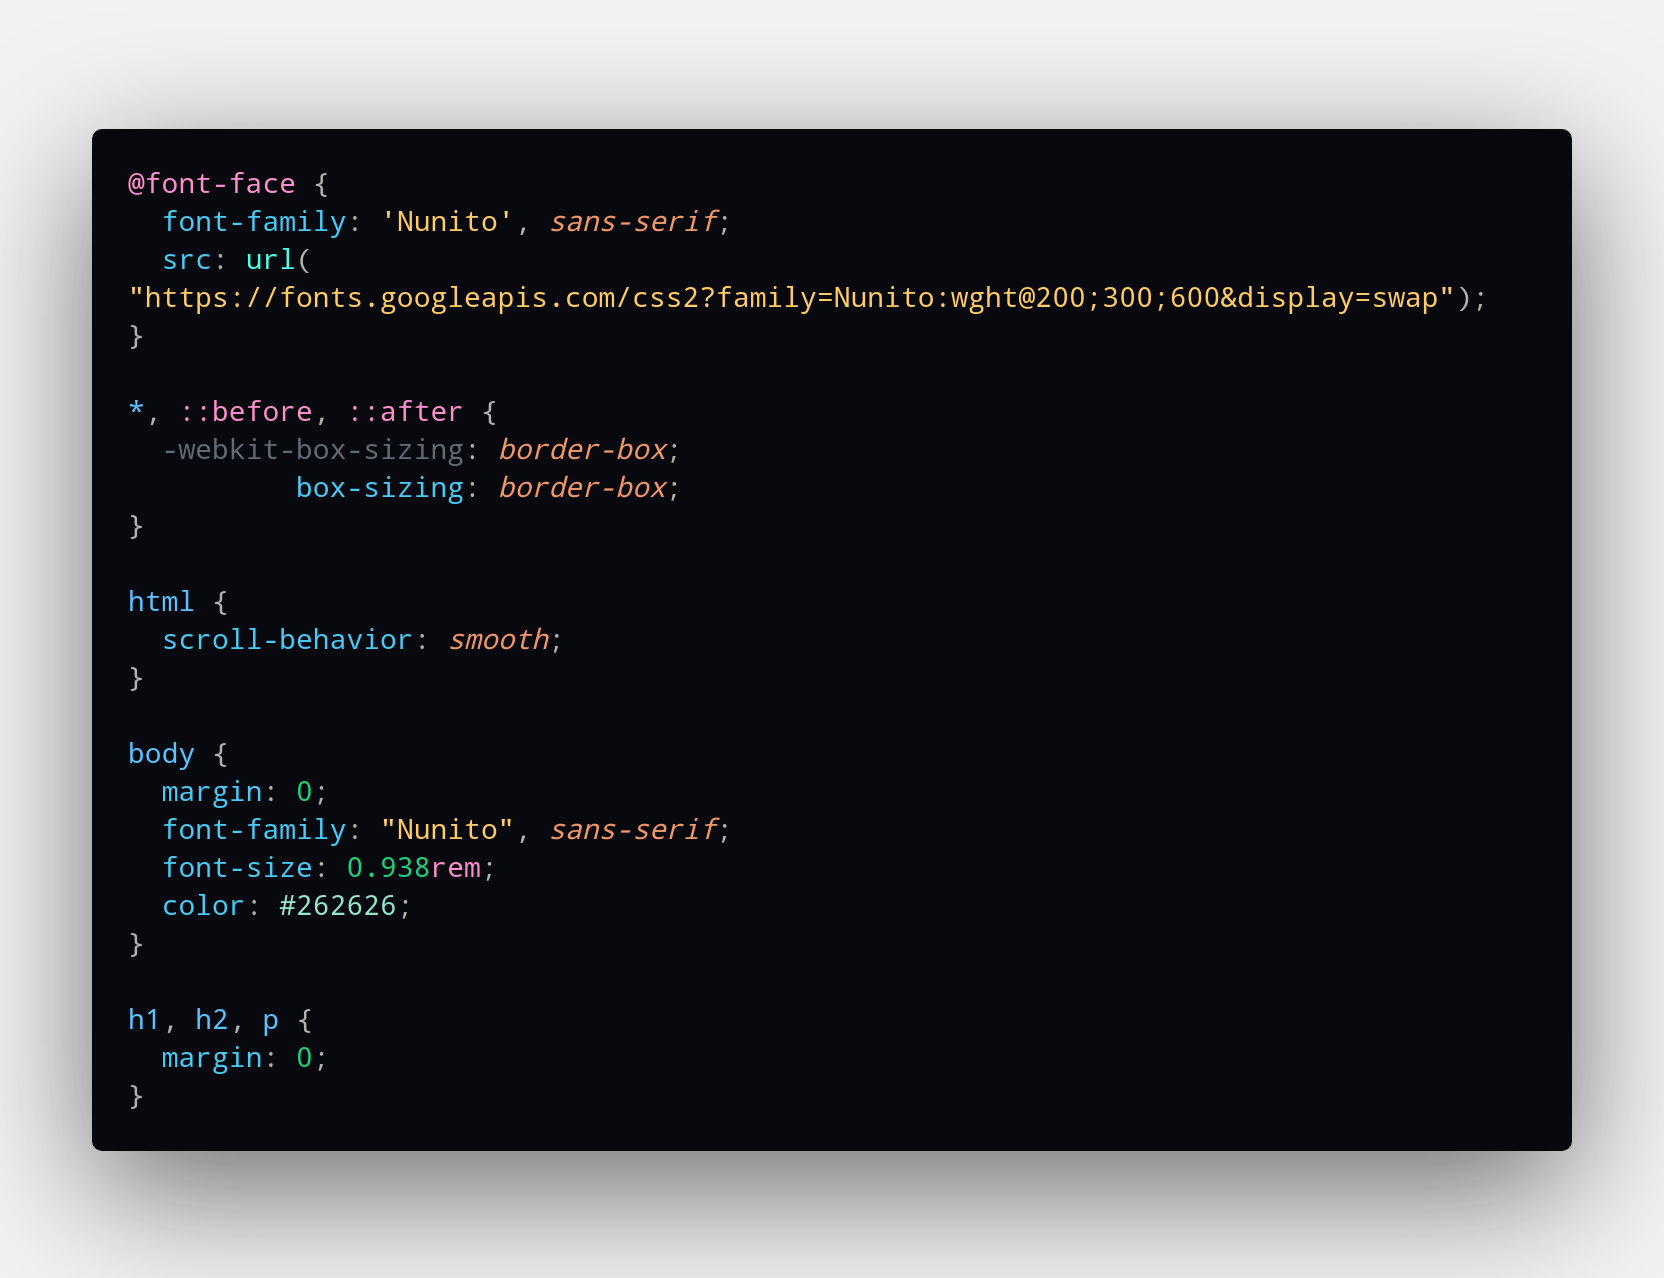 @font-face {
  font-family: 'Nunito', sans-serif;
  src: url(
"https://fonts.googleapis.com/css2?family=Nunito:wght@200;300;600&display=swap");
}

*, ::before, ::after {
  -webkit-box-sizing: border-box;
          box-sizing: border-box;
}

html {
  scroll-behavior: smooth;
}

body {
  margin: 0;
  font-family: "Nunito", sans-serif;
  font-size: 0.938rem;
  color: #262626;
}

h1, h2, p {
  margin: 0;
}